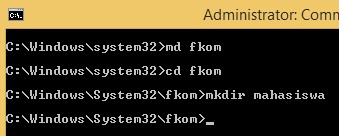 Administrator: Comm
C:\Windows\system32>md fkom
C:\Windows\system32>cd fkom
C:\Windows\System32\fkom>mkdir mahasiswa
C:\Windows\System32\fkom>_